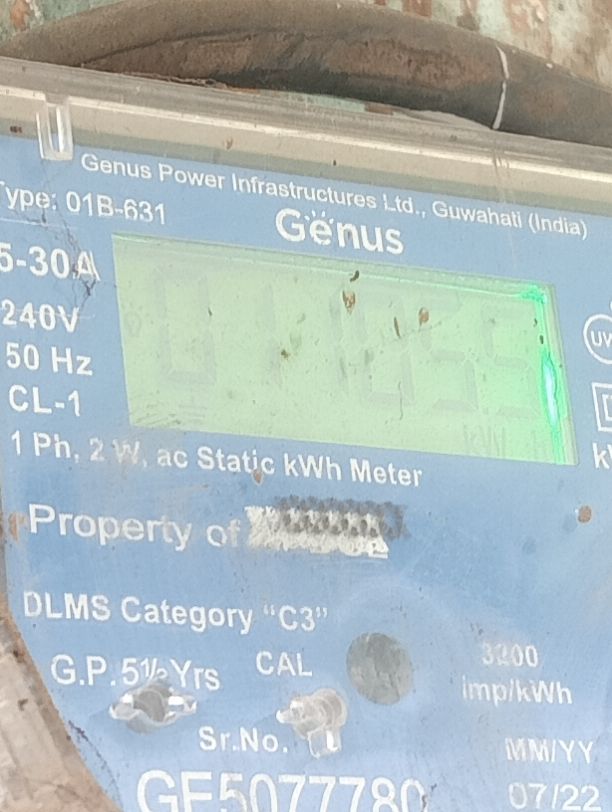 Genus Power Infrastructures Ltd., Guwahati (India)
Type: 01B-631
Genus
5-30A
240V
50 Hz
CL-1
1 Ph, 2 W, ac Static kWh Meter
Property of
DLMS Category "C3"
G.P. 5½ Yrs
CAL
3200
imp/kWh
Sr.No.
MM/YY
GE5077780
07/22